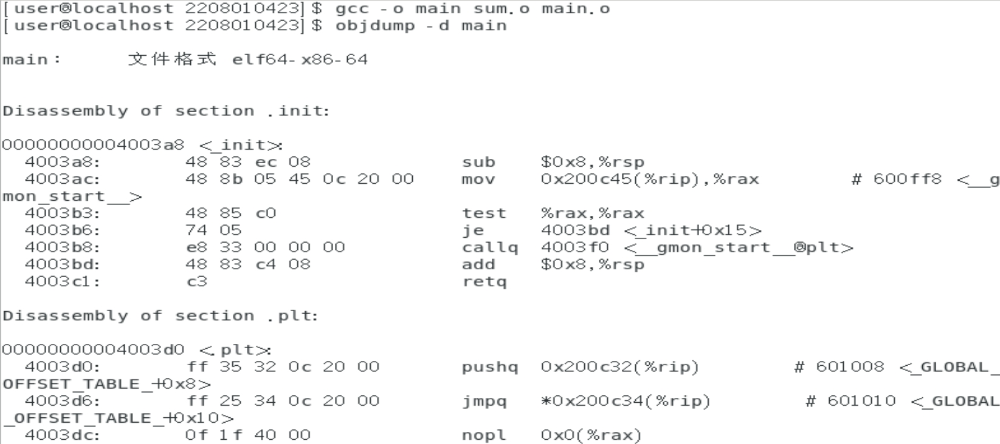 [user@localhost 2208010423]$ gcc -o main sum.o main.o
[user@localhost 2208010423]$ objdump -d main
main:      文件格式 elf64-x86-64
Disassembly of section .init:
00000000004003a8 <_init>:
  4003a8:	48 83 ec 08          	sub    $0x8,%rsp
  4003ac:	48 8b 05 45 0c 20 00 	mov    0x200c45(%rip),%rax        # 600ff8 <__g
mon_start__>
  4003b3:	48 85 c0             	test   %rax,%rax
  4003b6:	74 05                	je     4003bd <_init+0x15>
  4003b8:	e8 33 00 00 00       	callq  4003f0 <__gmon_start__@plt>
  4003bd:	48 83 c4 08          	add    $0x8,%rsp
  4003c1:	c3                   	retq
Disassembly of section .plt:
00000000004003d0 <.plt>:
  4003d0:	ff 35 32 0c 20 00    	pushq  0x200c32(%rip)        # 601008 <_GLOBAL_
OFFSET_TABLE_+0x8>
  4003d6:	ff 25 34 0c 20 00    	jmpq   *0x200c34(%rip)        # 601010 <_GLOBAL
_OFFSET_TABLE_+0x10>
  4003dc:	0f 1f 40 00          	nopl   0x0(%rax)